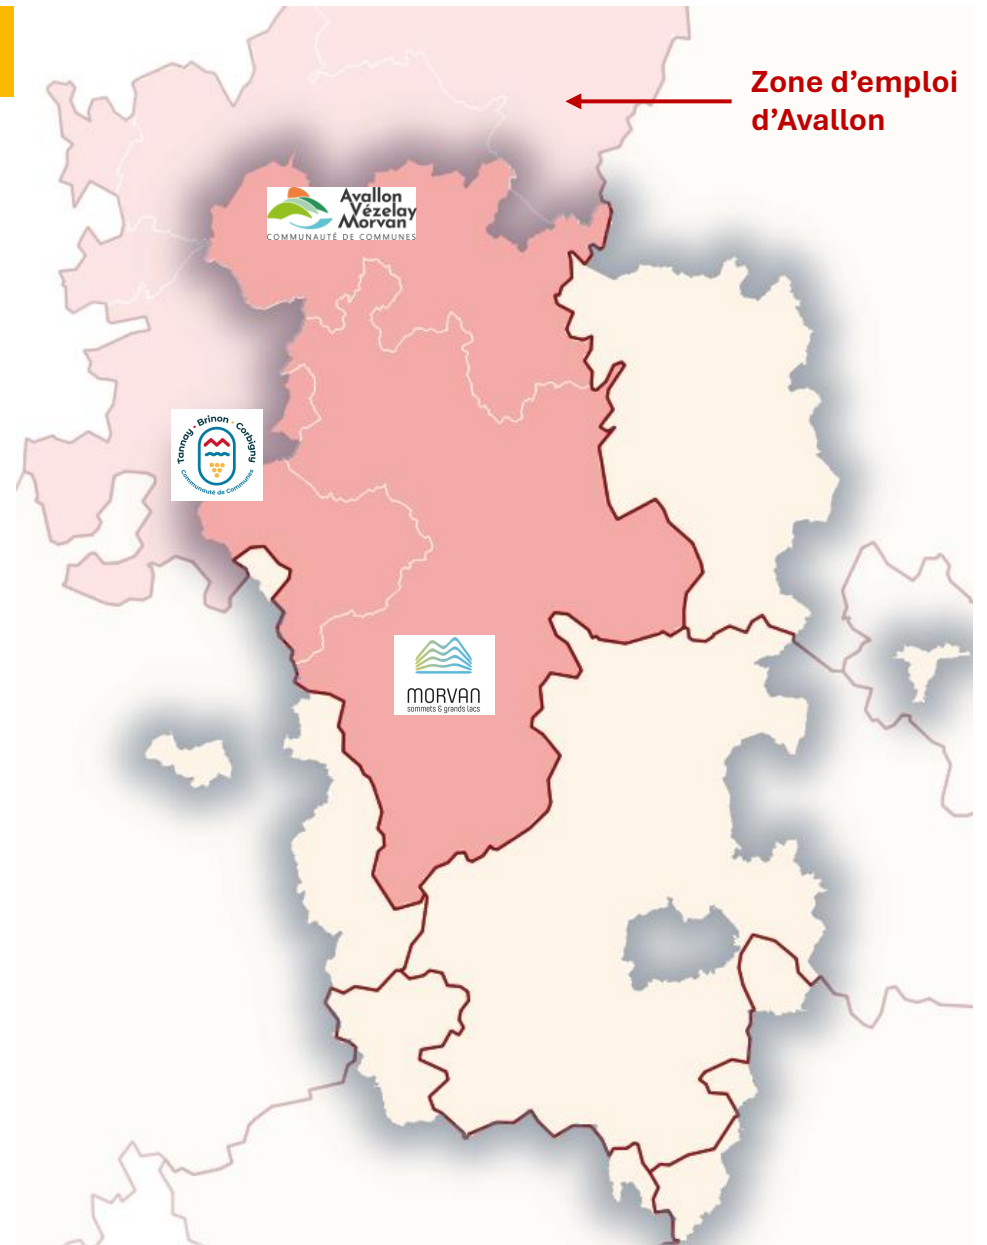 Zone d'emploi
d'Avallon
Avallon
Vézelay
Morvan
COMMUNAUTÉ DE COMMUNES
Tannay • Brinon - Corbigny
Communauté de Communes
MORVAN
sommets & grands lacs